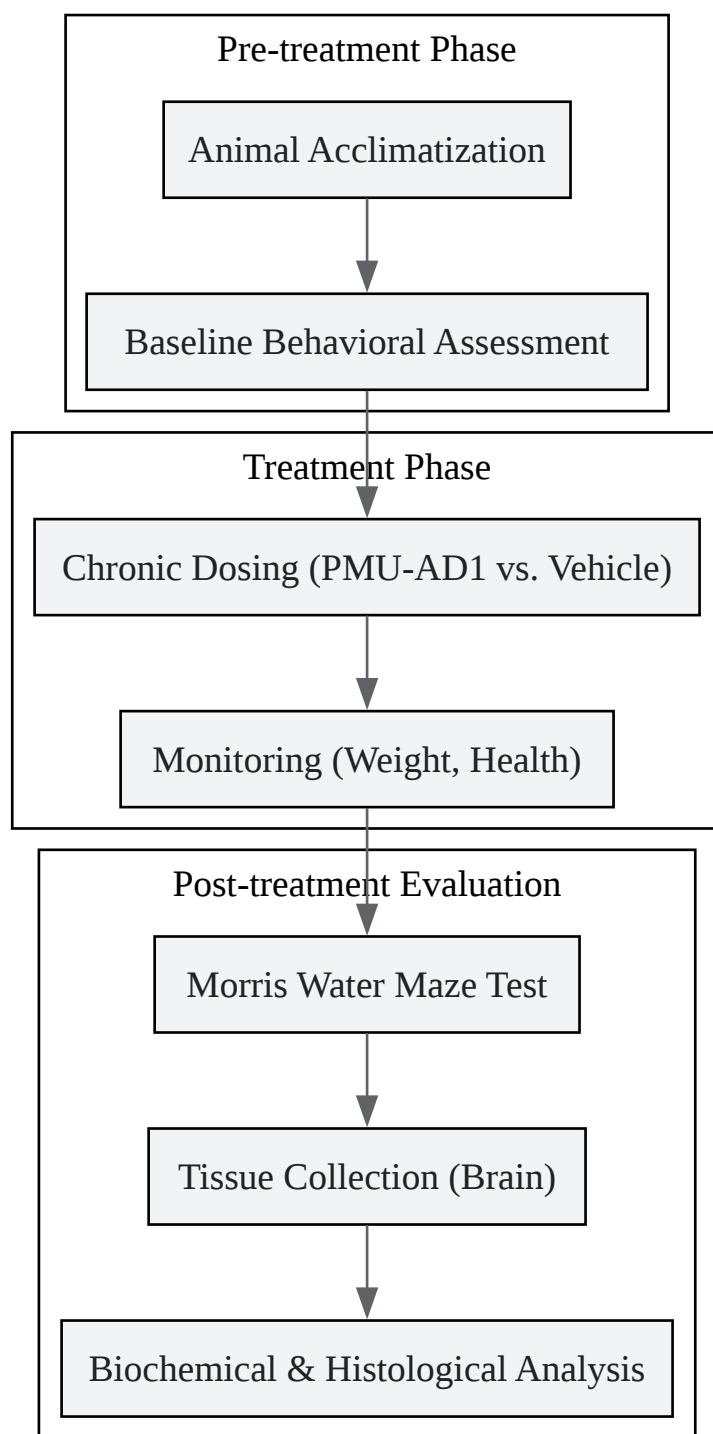 Pre-treatment Phase
Animal Acclimatization
Baseline Behavioral Assessment
Treatment Phase
Chronic Dosing (PMU-AD1 vs. Vehicle)
Monitoring (Weight, Health)
Post-treatment Evaluation
Morris Water Maze Test
Tissue Collection (Brain)
Biochemical & Histological Analysis